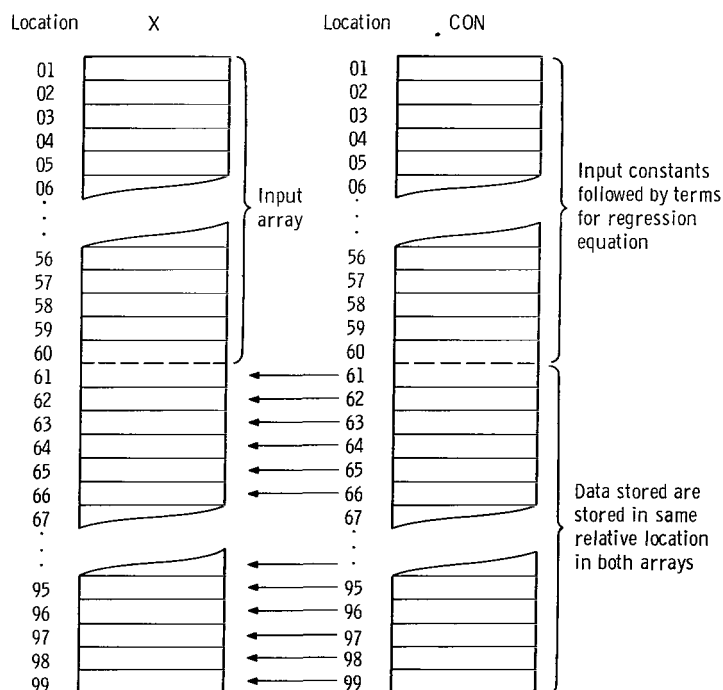 Location X Location CON
01 01
02 02
03 03
04 04
05 05
06 06
. .
. .
. .
Input
array
Input constants
followed by terms
for regression
equation
56 56
57 57
58 58
59 59
60 60
61 61
62 62
63 63
64 64
65 65
66 66
67 67
. .
. .
. .
Data stored are
stored in same
relative location
in both arrays
95 95
96 96
97 97
98 98
99 99